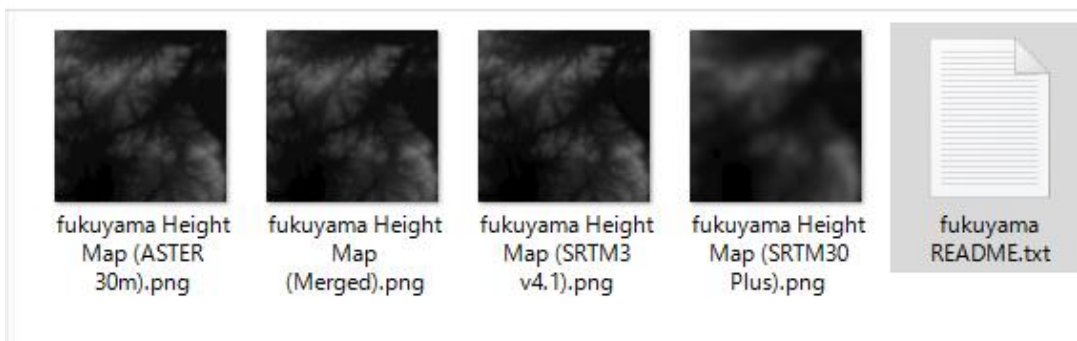 fukuyama Height
Map (ASTER
30m).png
fukuyama Height
Map
(Merged).png
fukuyama Height
Map (SRTM3
v4.1).png
fukuyama Height
Map (SRTM30
Plus).png
fukuyama
README.txt